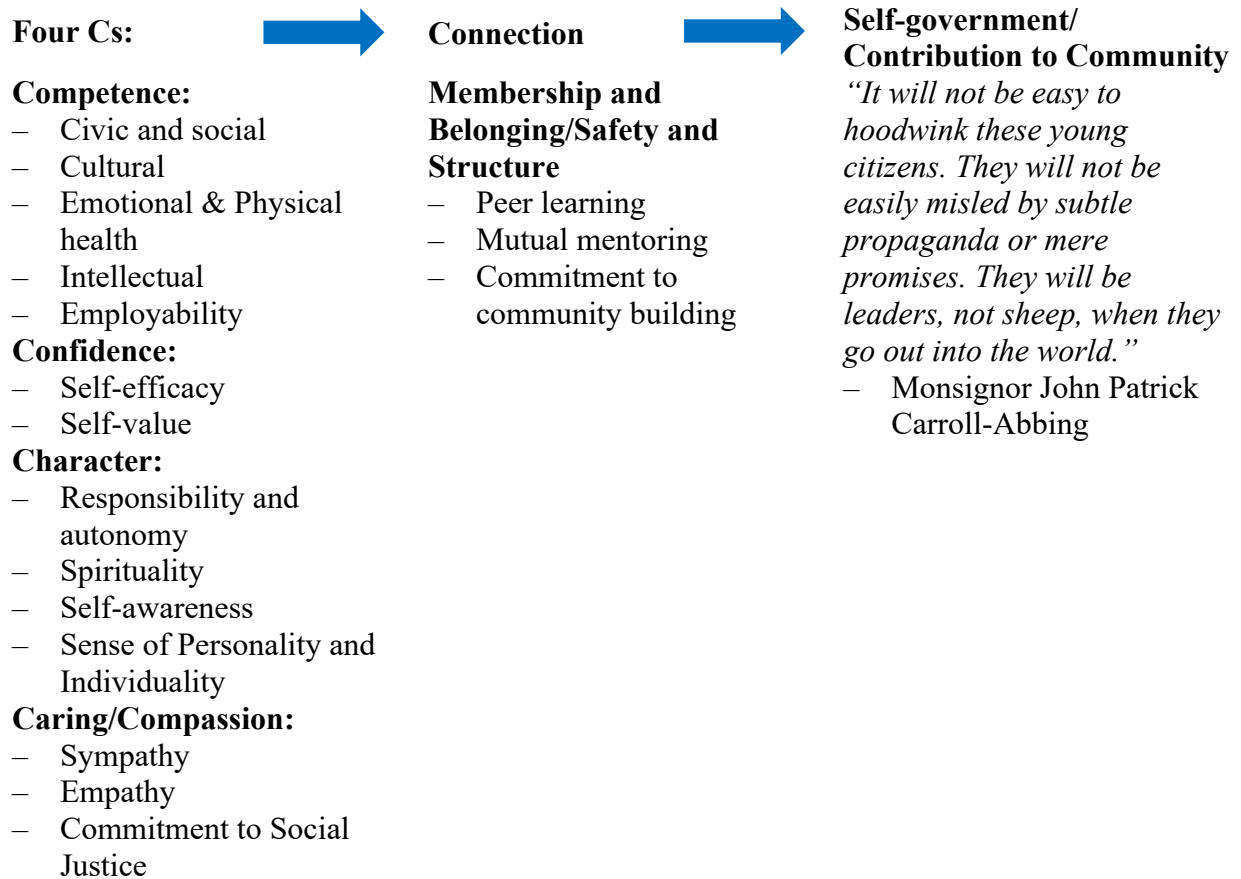 Four Cs:
Competence:
– Civic and social
– Cultural
– Emotional & Physical
health
– Intellectual
– Employability
Confidence:
– Self-efficacy
– Self-value
Character:
– Responsibility and
autonomy
– Spirituality
– Self-awareness
– Sense of Personality and
Individuality
Caring/Compassion:
– Sympathy
– Empathy
– Commitment to Social
Justice
Connection
Membership and
Belonging/Safety and
Structure
– Peer learning
– Mutual mentoring
– Commitment to
community building
Self-government/
Contribution to Community
“It will not be easy to
hoodwink these young
citizens. They will not be
easily misled by subtle
propaganda or mere
promises. They will be
leaders, not sheep, when they
go out into the world.”
– Monsignor John Patrick
Carroll-Abbing